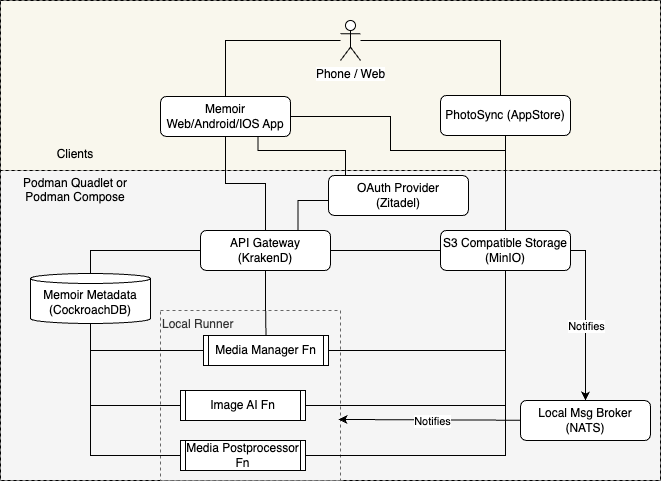 Phone / Web
Memoir
Web/Android/IOS App
PhotoSync (AppStore)
Clients
Podman Quadlet or
Podman Compose
OAuth Provider
(Zitadel)
API Gateway
(KrakenD)
S3 Compatible Storage
(MinIO)
Memoir Metadata
(CockroachDB)
Local Runner
Notifies
Media Manager Fn
Image AI Fn
Notifies
Local Msg Broker
(NATS)
Media Postprocessor
Fn